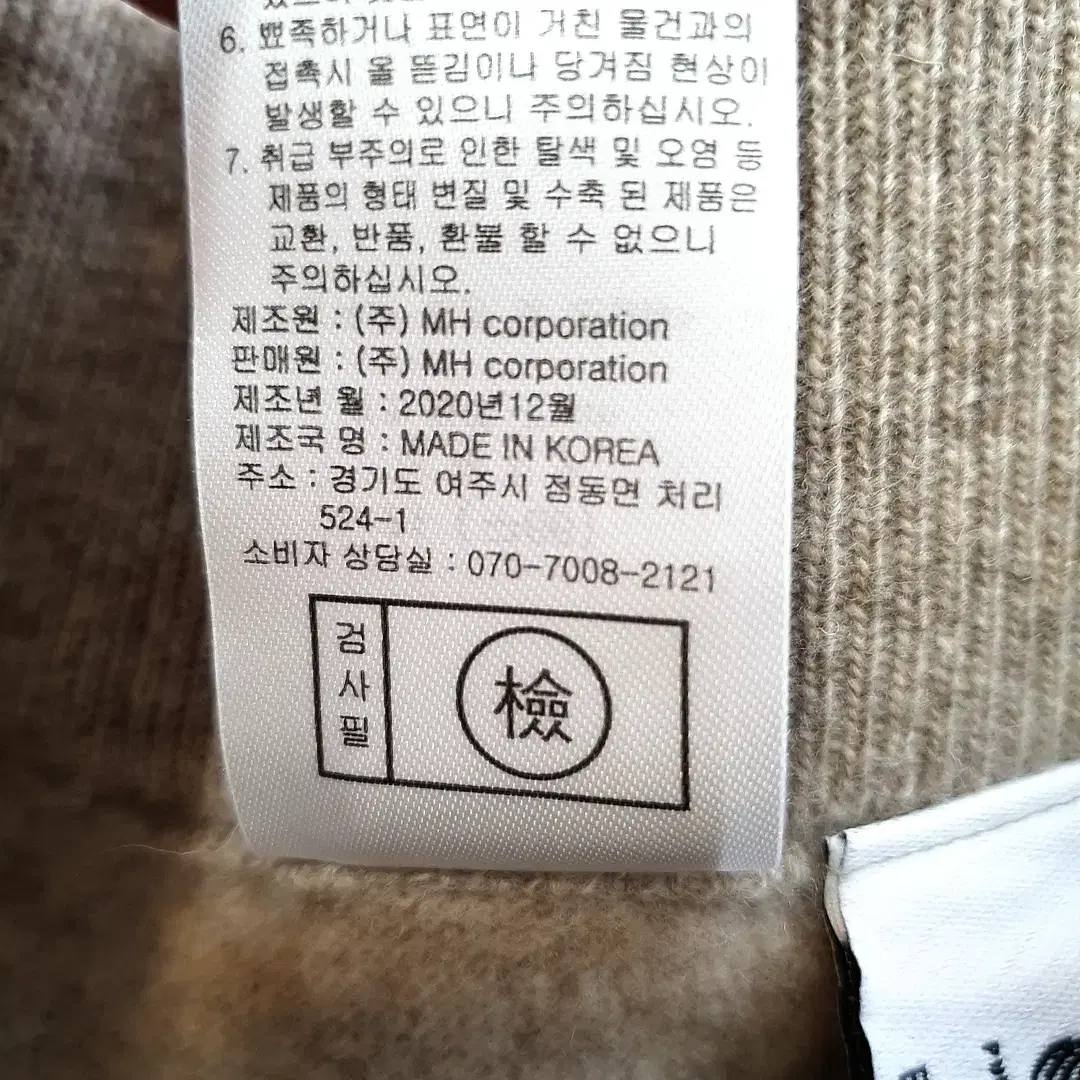 6. 뾰족하거나 표면이 거친 물건과의
접촉시 올 뜯김이나 당겨짐 현상이
발생할 수 있으니 주의하십시오.
7. 취급 부주의로 인한 탈색 및 오염 등
제품의 형태 변질 및 수축 된 제품은
교환, 반품, 환불 할 수 없으니
주의하십시오.
제조원 : (주) MH corporation
판매원 : (주) MH corporation
제조년 월 : 2020년12월
제조국 명 : MADE IN KOREA
주소 : 경기도 여주시 점동면 처리
524-1
소비자 상담실 : 070-7008-2121
검사필
檢